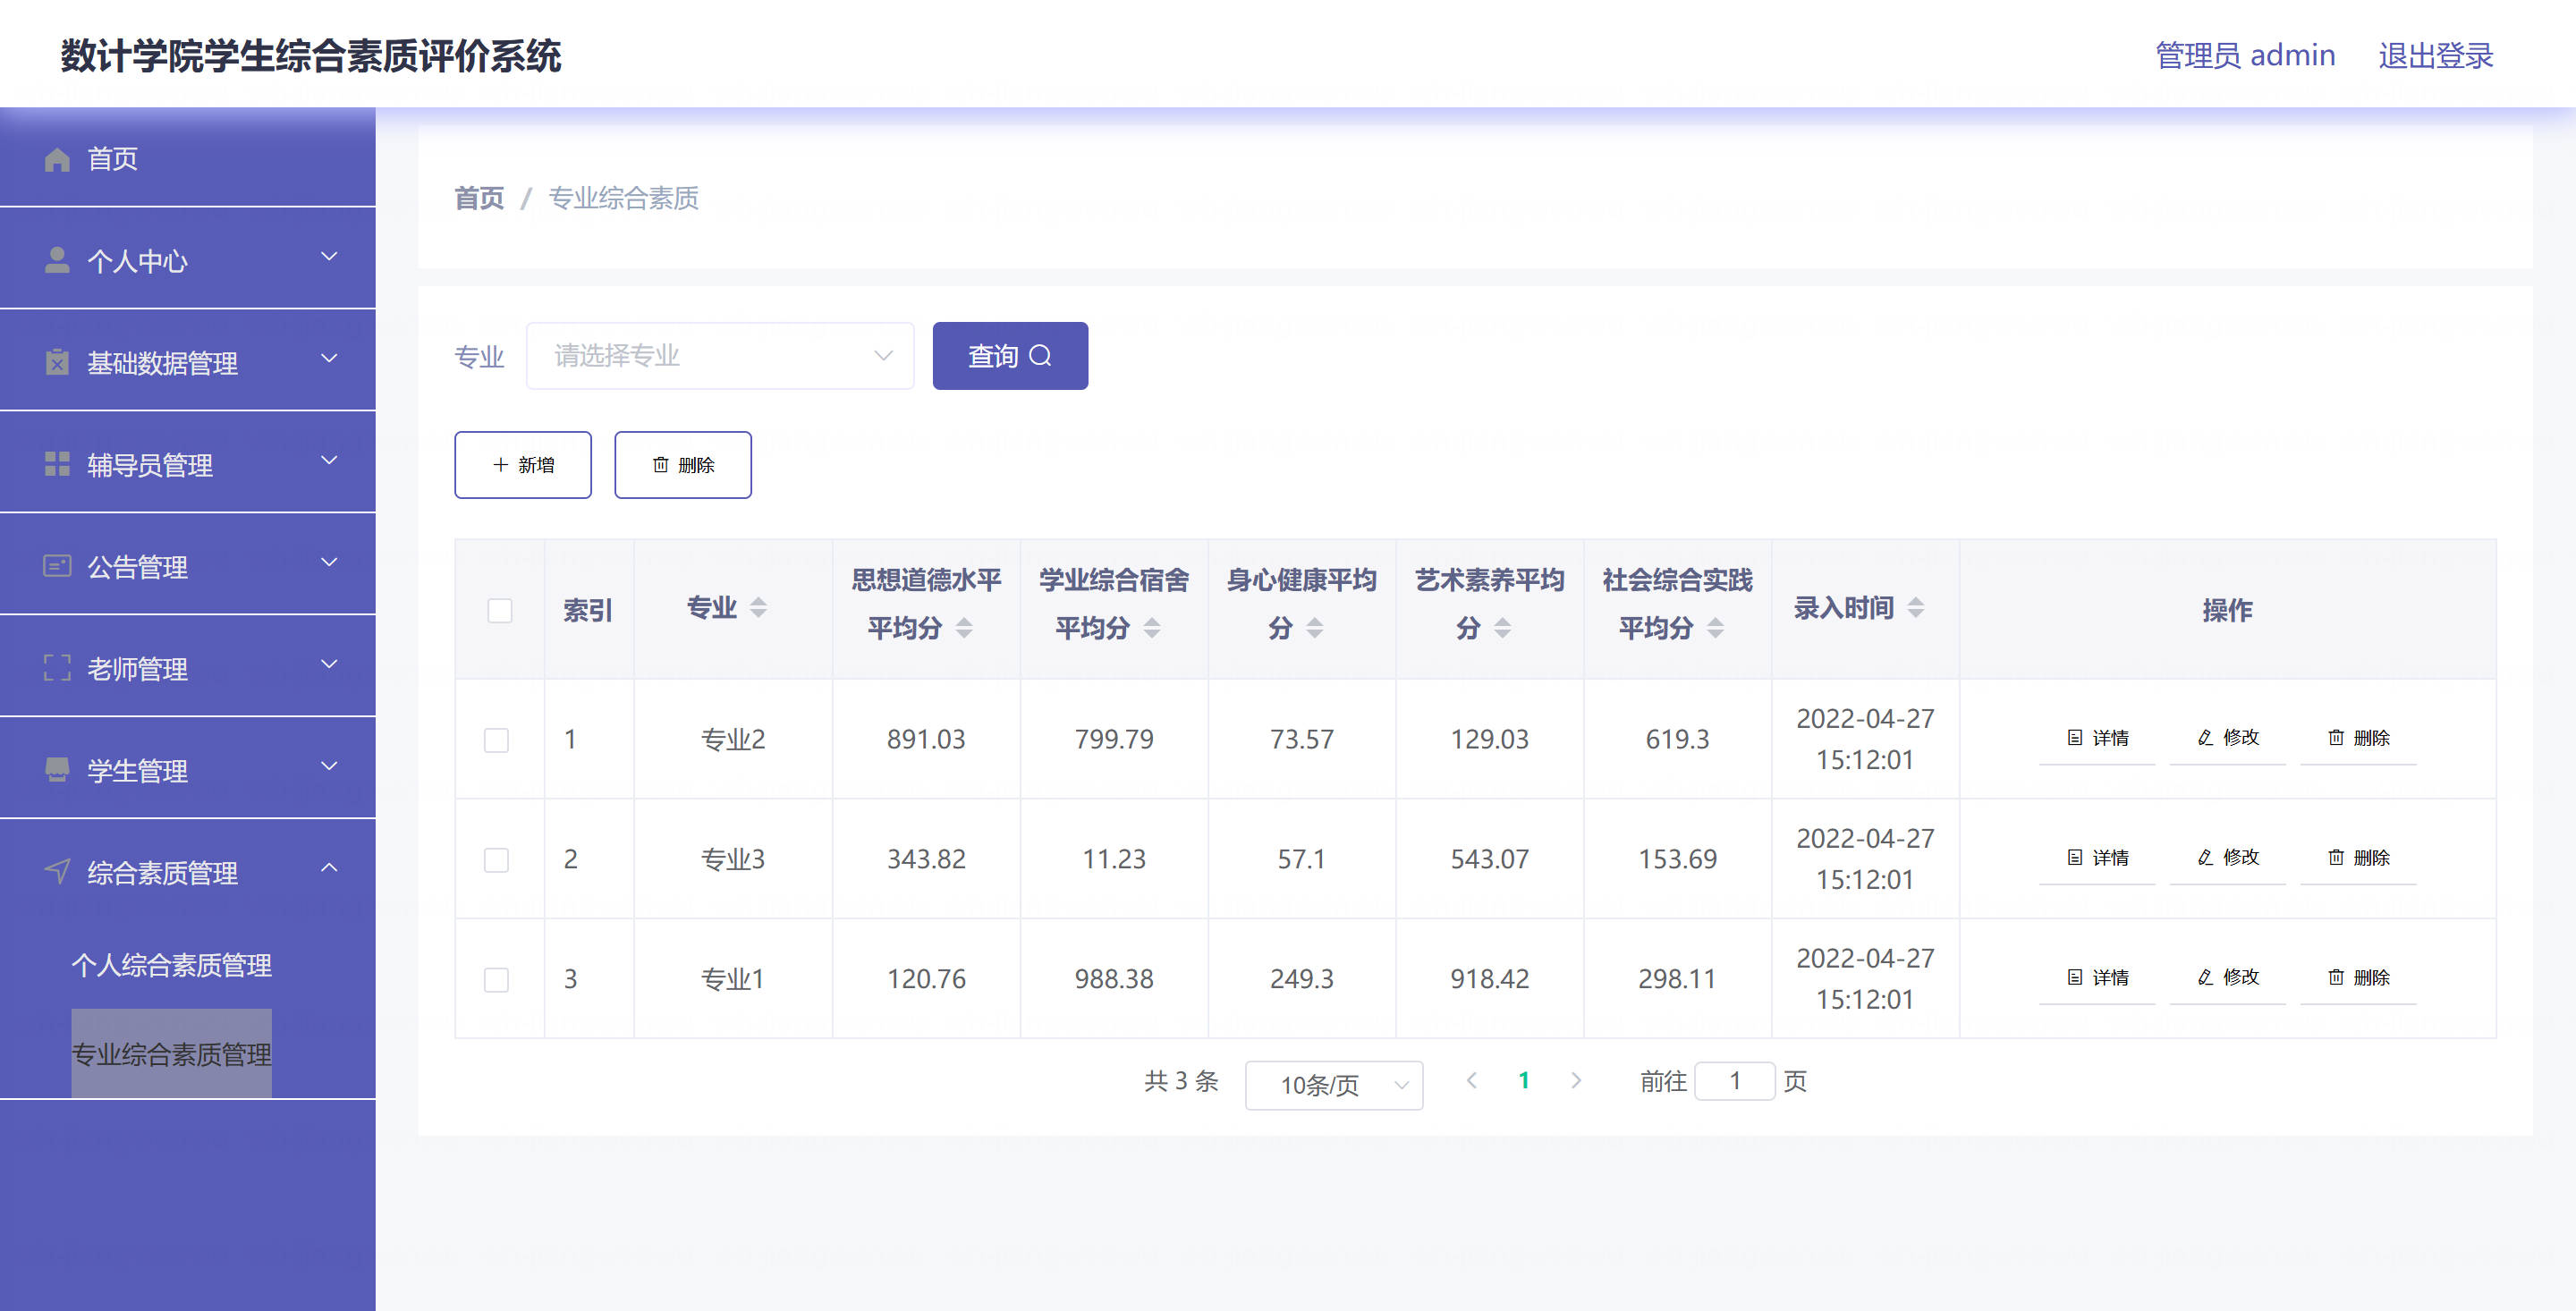 数计学院学生综合素质评价系统
管理员 admin 退出登录
首页
个人中心
基础数据管理
辅导员管理
公告管理
老师管理
学生管理
综合素质管理
个人综合素质管理
专业综合素质管理
首页 / 专业综合素质
专业 请选择专业 查询
新增 删除
索引 专业 思想道德水平平均分 学业综合宿舍平均分 身心健康平均分 艺术素养平均分 社会综合实践平均分 录入时间 操作
1 专业2 891.03 799.79 73.57 129.03 619.3 2022-04-27 15:12:01 详情 修改 删除
2 专业3 343.82 11.23 57.1 543.07 153.69 2022-04-27 15:12:01 详情 修改 删除
3 专业1 120.76 988.38 249.3 918.42 298.11 2022-04-27 15:12:01 详情 修改 删除
共 3 条 10条/页 1 前往 1 页